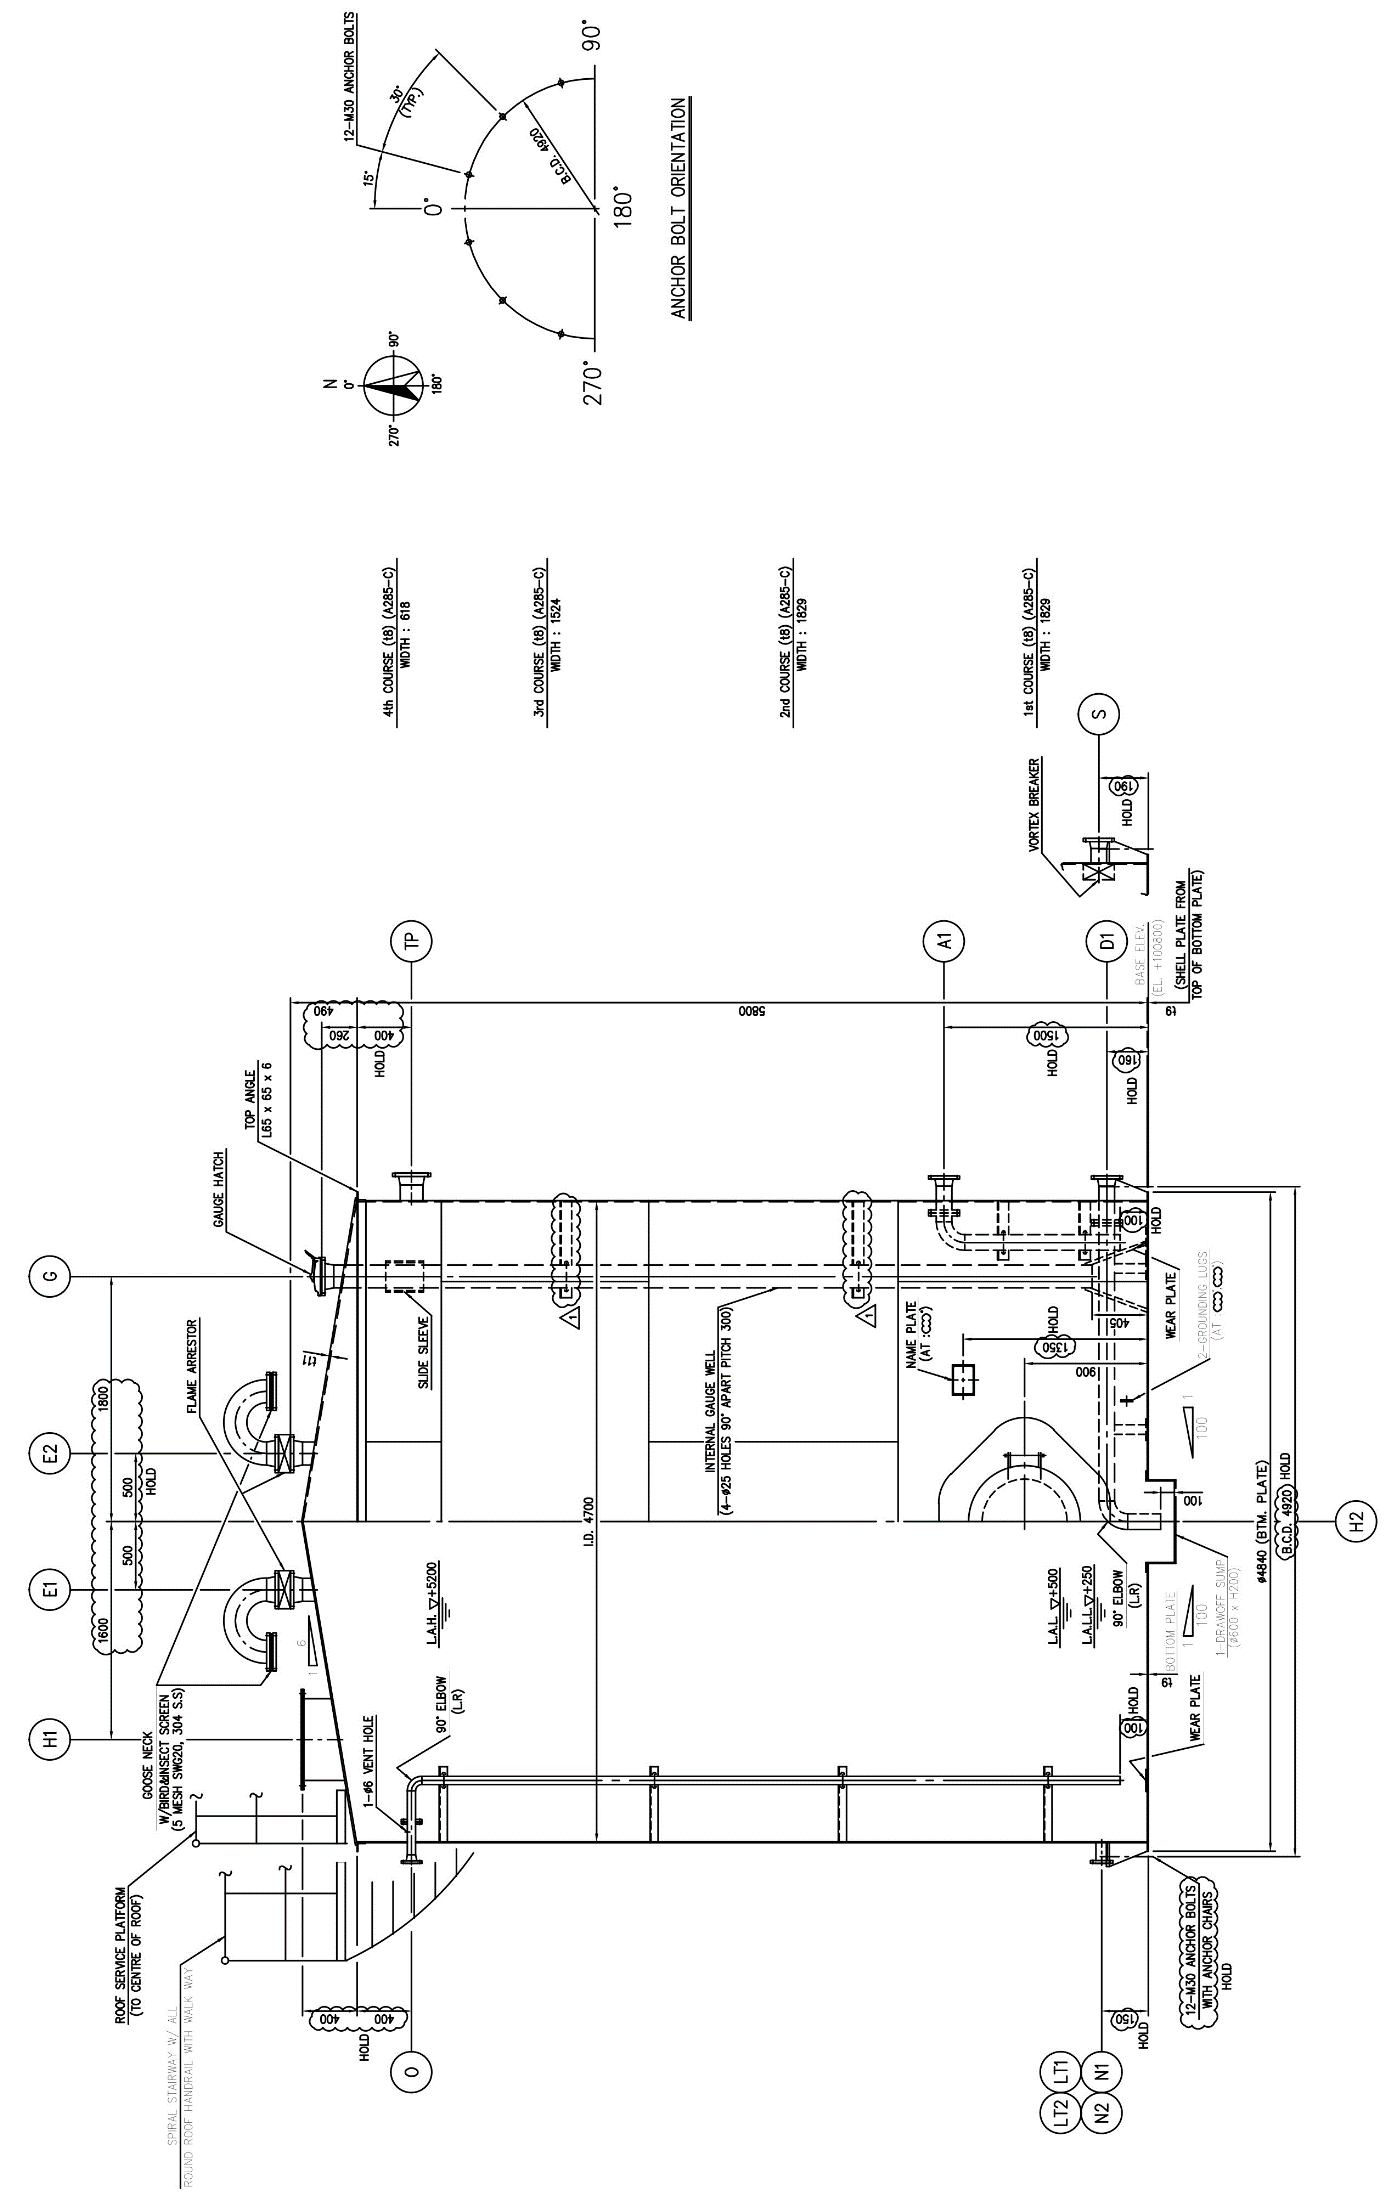 H1
E1
E2
G
1600
1800
500
500
HOLD
SPIRAL STAIRWAY W/ ALL
ROUND ROOF HANDRAIL WITH WALK WAY
ROOF SERVICE PLATFORM
(TO CENTRE OF ROOF)
GOOSE NECK
W/BIRD&INSECT SCREEN
(5 MESH SWG20, 304 S.S)
FLAME ARRESTOR
GAUGE HATCH
TOP ANGLE
L65 x 65 x 6
6
1
t11
490
260
400
HOLD
400
400
HOLD
O
1-ø6 VENT HOLE
90° ELBOW
(L.R)
L.A.H. ▽+5200
SLIDE SLEEVE
TP
I.D. 4700
5800
1
1
INTERNAL GAUGE WELL
(4-ø25 HOLES 90° APART PITCH 300)
NAME PLATE
(AT : °)
1350
HOLD
900
405
A1
1500
HOLD
D1
160
HOLD
L.A.L ▽+500
L.A.L.L ▽+250
90° ELBOW
(L.R)
LT2
LT1
N2
N1
150
HOLD
100
HOLD
100
HOLD
100
WEAR PLATE
WEAR PLATE
t9
BOTTOM PLATE
1
100
1
100
1-DRAWOFF SUMP
(ø600 x H200)
2-GROUNDING LUGS
(AT : °)
ø4840 (BTM. PLATE)
B.C.D. 4920
HOLD
12-M30 ANCHOR BOLTS
WITH ANCHOR CHAIRS
HOLD
H2
BASE ELEV.
(EL. +100800)
t9
(SHELL PLATE FROM
TOP OF BOTTOM PLATE)
VORTEX BREAKER
S
190
HOLD
4th COURSE (t8) (A285-C)
WIDTH : 618
3rd COURSE (t8) (A285-C)
WIDTH : 1524
2nd COURSE (t8) (A285-C)
WIDTH : 1829
1st COURSE (t8) (A285-C)
WIDTH : 1829
N
0°
90°
180°
270°
12-M30 ANCHOR BOLTS
15°
30°
(TYP.)
0°
B.C.D. 4920
270°
180°
90°
ANCHOR BOLT ORIENTATION